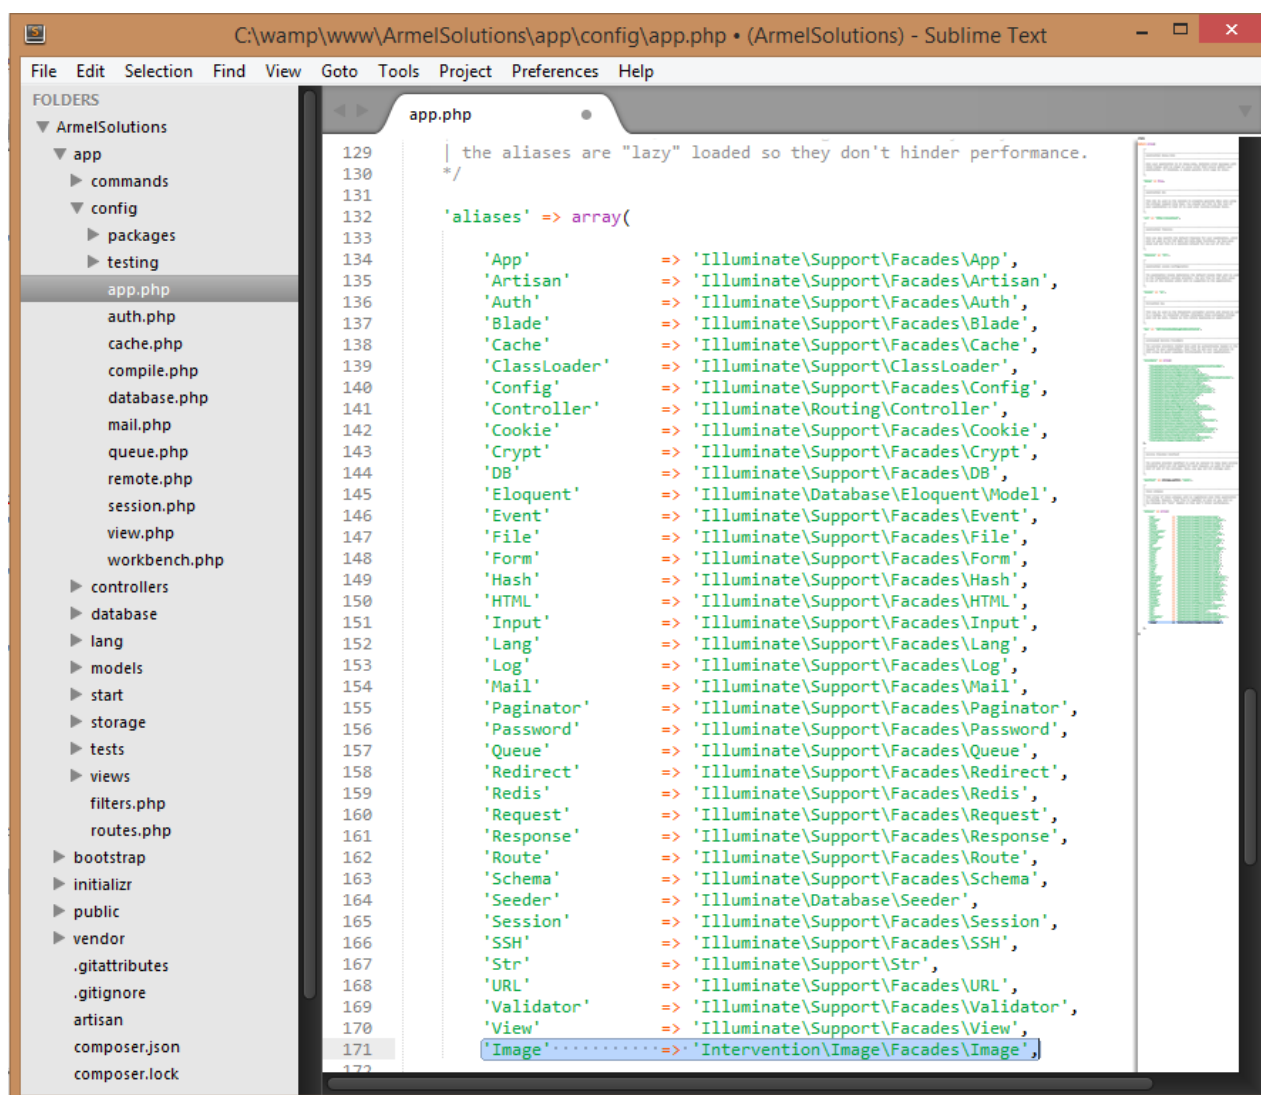 C:\wamp\www\ArmelSolutions\app\config\app.php • (ArmelSolutions) - Sublime Text
File Edit Selection Find View Goto Tools Project Preferences Help
FOLDERS
ArmelSolutions
app
commands
config
packages
testing
app.php
auth.php
cache.php
compile.php
database.php
mail.php
queue.php
remote.php
session.php
view.php
workbench.php
controllers
database
lang
models
start
storage
tests
views
filters.php
routes.php
bootstrap
initializr
public
vendor
.gitattributes
.gitignore
artisan
composer.json
composer.lock
app.php
129 | the aliases are "lazy" loaded so they don't hinder performance.
130 */
131
132 'aliases' => array(
133
134 'App' => 'Illuminate\Support\Facades\App',
135 'Artisan' => 'Illuminate\Support\Facades\Artisan',
136 'Auth' => 'Illuminate\Support\Facades\Auth',
137 'Blade' => 'Illuminate\Support\Facades\Blade',
138 'Cache' => 'Illuminate\Support\Facades\Cache',
139 'ClassLoader' => 'Illuminate\Support\ClassLoader',
140 'Config' => 'Illuminate\Support\Facades\Config',
141 'Controller' => 'Illuminate\Routing\Controller',
142 'Cookie' => 'Illuminate\Support\Facades\Cookie',
143 'Crypt' => 'Illuminate\Support\Facades\Crypt',
144 'DB' => 'Illuminate\Support\Facades\DB',
145 'Eloquent' => 'Illuminate\Database\Eloquent\Model',
146 'Event' => 'Illuminate\Support\Facades\Event',
147 'File' => 'Illuminate\Support\Facades\File',
148 'Form' => 'Illuminate\Support\Facades\Form',
149 'Hash' => 'Illuminate\Support\Facades\Hash',
150 'HTML' => 'Illuminate\Support\Facades\HTML',
151 'Input' => 'Illuminate\Support\Facades\Input',
152 'Lang' => 'Illuminate\Support\Facades\Lang',
153 'Log' => 'Illuminate\Support\Facades\Log',
154 'Mail' => 'Illuminate\Support\Facades\Mail',
155 'Paginator' => 'Illuminate\Support\Facades\Paginator',
156 'Password' => 'Illuminate\Support\Facades\Password',
157 'Queue' => 'Illuminate\Support\Facades\Queue',
158 'Redirect' => 'Illuminate\Support\Facades\Redirect',
159 'Redis' => 'Illuminate\Support\Facades\Redis',
160 'Request' => 'Illuminate\Support\Facades\Request',
161 'Response' => 'Illuminate\Support\Facades\Response',
162 'Route' => 'Illuminate\Support\Facades\Route',
163 'Schema' => 'Illuminate\Support\Facades\Schema',
164 'Seeder' => 'Illuminate\Database\Seeder',
165 'Session' => 'Illuminate\Support\Facades\Session',
166 'SSH' => 'Illuminate\Support\Facades\SSH',
167 'Str' => 'Illuminate\Support\Str',
168 'URL' => 'Illuminate\Support\Facades\URL',
169 'Validator' => 'Illuminate\Support\Facades\Validator',
170 'View' => 'Illuminate\Support\Facades\View',
171 'Image' => 'Intervention\Image\Facades\Image',
172